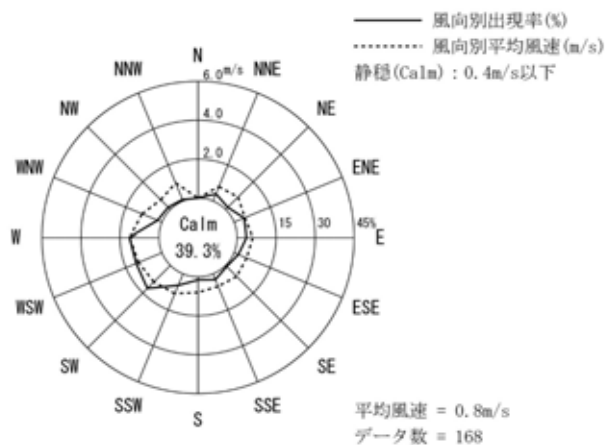 風向別出現率(%)
風向別平均風速(m/s)
静穏(Calm) : 0.4m/s以下
N
NNW
NNE
6.0 m/s
NW
NE
4.0
WNW
ENE
2.0
Calm
39.3%
15
30
45%
W
E
WSW
ESE
SW
SE
SSW
SSE
S
平均風速 = 0.8m/s
データ数 = 168